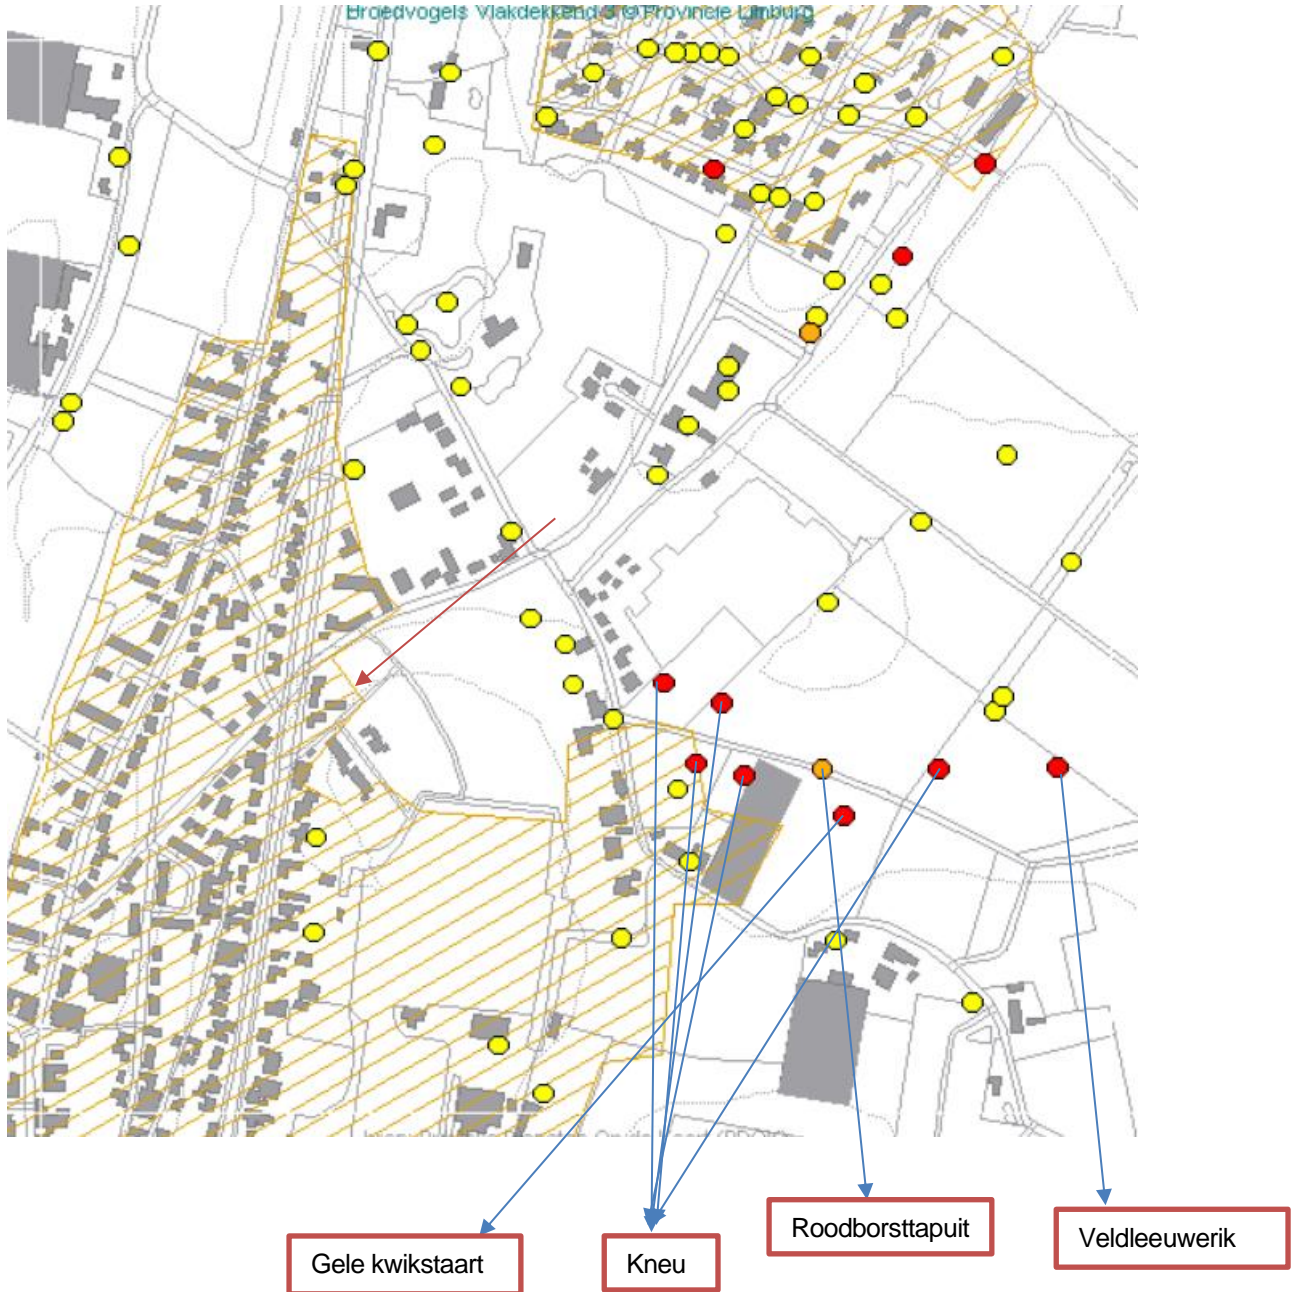 Broedvogels Vlakdekkend 3 © Provincie Limburg
Roodborsttapuit
Veldleeuwerik
Gele kwikstaart
Kneu